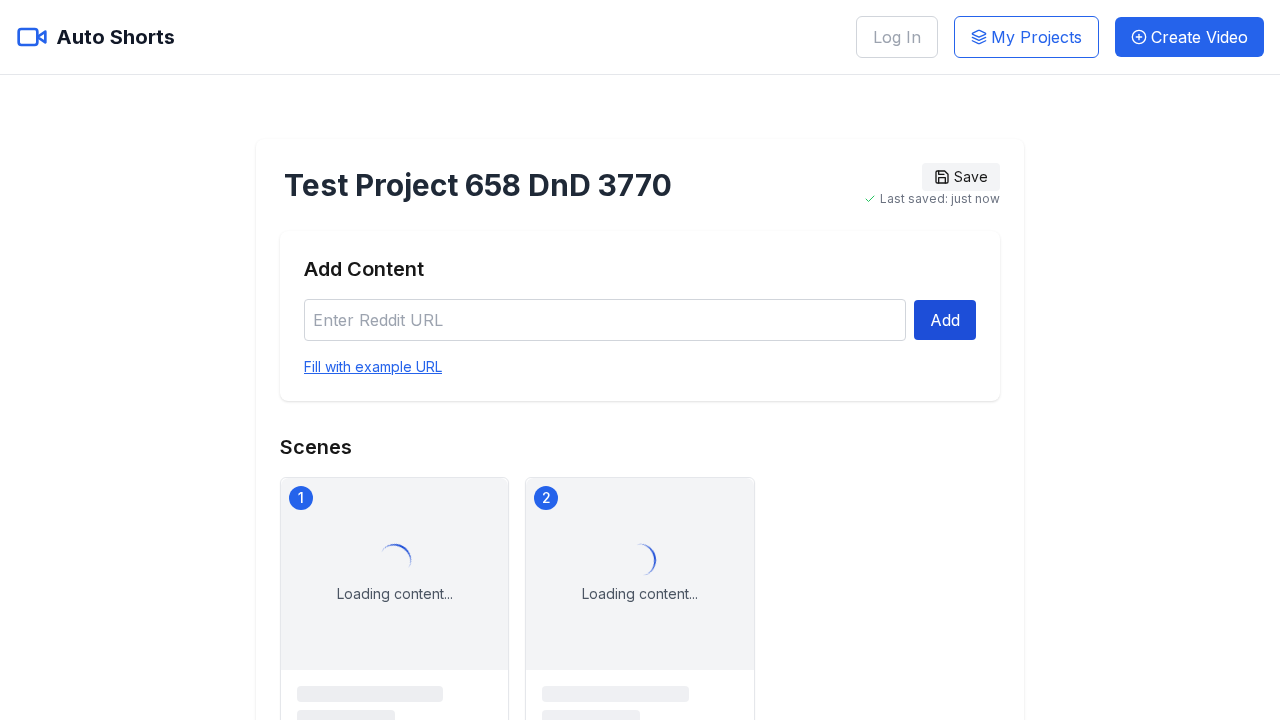 Auto Shorts
Log In
My Projects
Create Video
Test Project 658 DnD 3770
Save
Last saved: just now
Add Content
Enter Reddit URL
Add
Fill with example URL
Scenes
1
2
Loading content...
Loading content...